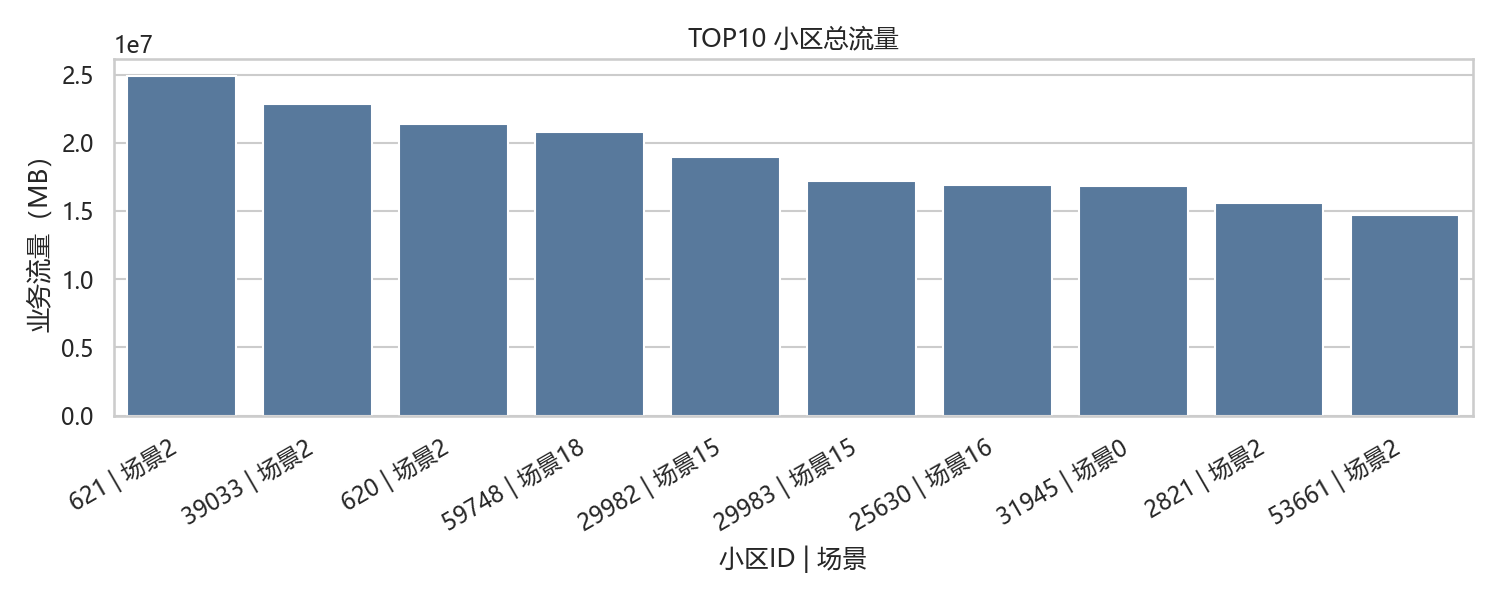 TOP10 小区总流量
1e7
2.5
2.0
1.5
1.0
0.5
0.0
业务流量（MB）
621 | 场景2
39033 | 场景2
620 | 场景2
59748 | 场景18
29982 | 场景15
29983 | 场景15
25630 | 场景16
31945 | 场景0
2821 | 场景2
53661 | 场景2
小区ID | 场景